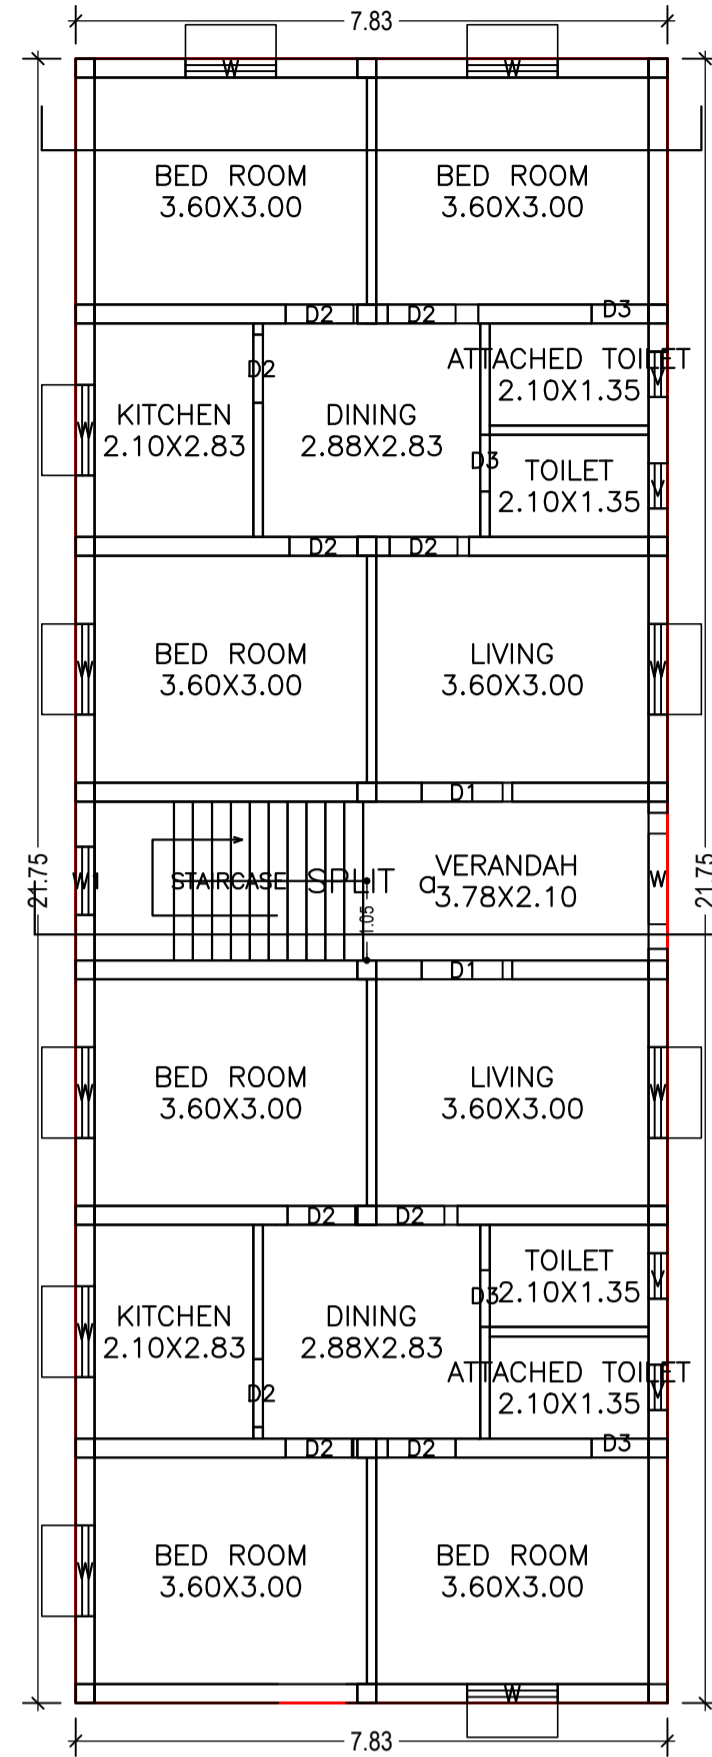 7.83
W W
BED ROOM
3.60X3.00
BED ROOM
3.60X3.00
D2 D2 D3
D2
ATTACHED TOILET
2.10X1.35
V
KITCHEN
2.10X2.83
W
DINING
2.88X2.83
D3
TOILET
2.10X1.35
V
D2 D2
BED ROOM
3.60X3.00
W
LIVING
3.60X3.00
W
D1
21.75
W1
STAIRCASE
SPLIT a
1.05
VERANDAH
3.78X2.10
W
21.75
D1
BED ROOM
3.60X3.00
W
LIVING
3.60X3.00
W
D2 D2
TOILET
2.10X1.35
V
D3
KITCHEN
2.10X2.83
W
DINING
2.88X2.83
ATTACHED TOILET
2.10X1.35
V
D2
D2 D2 D3
BED ROOM
3.60X3.00
W
BED ROOM
3.60X3.00
W
7.83